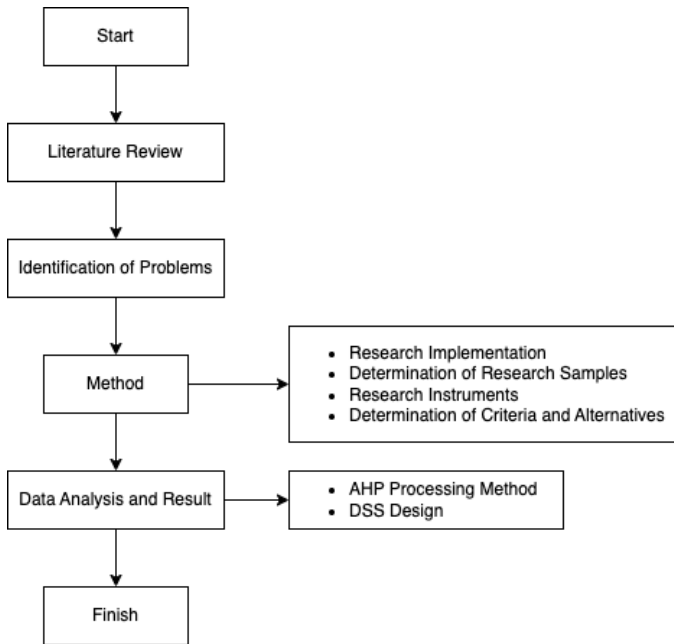 Start
Literature Review
Identification of Problems
Method
• Research Implementation
• Determination of Research Samples
• Research Instruments
• Determination of Criteria and Alternatives
Data Analysis and Result
• AHP Processing Method
• DSS Design
Finish